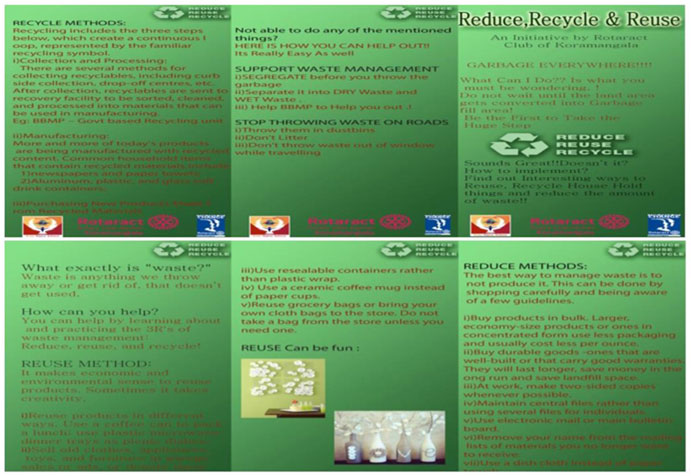 REDUCE
REUSE
RECYCLE
RECYCLE METHODS:
Recycling includes the three steps
below, which create a continuous l
oop, represented by the familiar
recycling symbol.
i)Collection and Processing:
There are several methods for
collecting recyclables, including curb
side collection, drop-off centres, etc..
After collection, recyclables are sent to
recovery facility to be sorted, cleaned,
and processed into materials that can
be used in manufacturing.
Eg: BBMP - Govt based Recycling unit.
ii)Manufacturing:
More and more of today's products
are being manufactured with recycled
content. Common household items
that contain recycled materials include
1)newspapers and paper towels
2)Aluminum, plastic, and glass soft
drink containers.
iii)Purchasing New Products Made f
rom Recycled Materials
Rotaract
REDUCE
REUSE
RECYCLE
Not able to do any of the mentioned
things?
HERE IS HOW YOU CAN HELP OUT!!
Its Really Easy As well
SUPPORT WASTE MANAGEMENT
i)SEGREGATE before you throw the
garbage
ii)Separate it into DRY Waste and
WET Waste .
iii) Help BBMP to Help you out .!
STOP THROWING WASTE ON ROADS
i)Throw them in dustbins
ii)Don't Litter
iii)Don't throw waste out of window
while travelling
Rotaract
Reduce,Recycle & Reuse
An Initiative by Rotaract
Club of Koramangala
GARBAGE EVERYWHERE!!!!
What Can I Do?? Is what you
must be wondering. !
Do not wait until the land area
gets converted into Garbage
fill area!
Be the First to Take the
Huge Step
REDUCE
REUSE
RECYCLE
Sounds Great!!Doesn't it?
How to implement?
Find out Interesting ways to
Reuse, Recycle House Hold
things and reduce the amount
of waste!!
Rotaract
REDUCE
REUSE
RECYCLE
What exactly is "waste?"
Waste is anything we throw
away or get rid of, that doesn't
get used.
How can you help?
You can help by learning about
and practicing the 3R's of
waste management:
Reduce, reuse, and recycle!
REUSE METHOD:
It makes economic and
environmental sense to reuse
products. Sometimes it takes
creativity.
i)Reuse products in different
ways. Use a coffee can to pack
a lunch; use plastic microwave
dinner trays as picnic dishes.
ii)Sell old clothes, appliances,
toys, and furniture in garage
REDUCE
REUSE
RECYCLE
iii)Use resealable containers rather
than plastic wrap.
iv) Use a ceramic coffee mug instead
of paper cups.
v)Reuse grocery bags or bring your
own cloth bags to the store. Do not
take a bag from the store unless you
need one.
REUSE Can be fun :
REDUCE
REUSE
RECYCLE
REDUCE METHODS:
The best way to manage waste is to
not produce it. This can be done by
shopping carefully and being aware
of a few guidelines.
i)Buy products in bulk. Larger,
economy-size products or ones in
concentrated form use less packaging
and usually cost less per ounce.
ii)Buy durable goods -ones that are
well-built or that carry good warranties.
They will last longer, save money in the
ong run and save landfill space.
iii)At work, make two-sided copies
whenever possible.
iv)Maintain central files rather than
using several files for individuals.
v)Use electronic mail or main bulletin
board.
vi)Remove your name from the mailing
lists of materials you no longer want
to receive.
vii)Use a dish cloth instead of paper